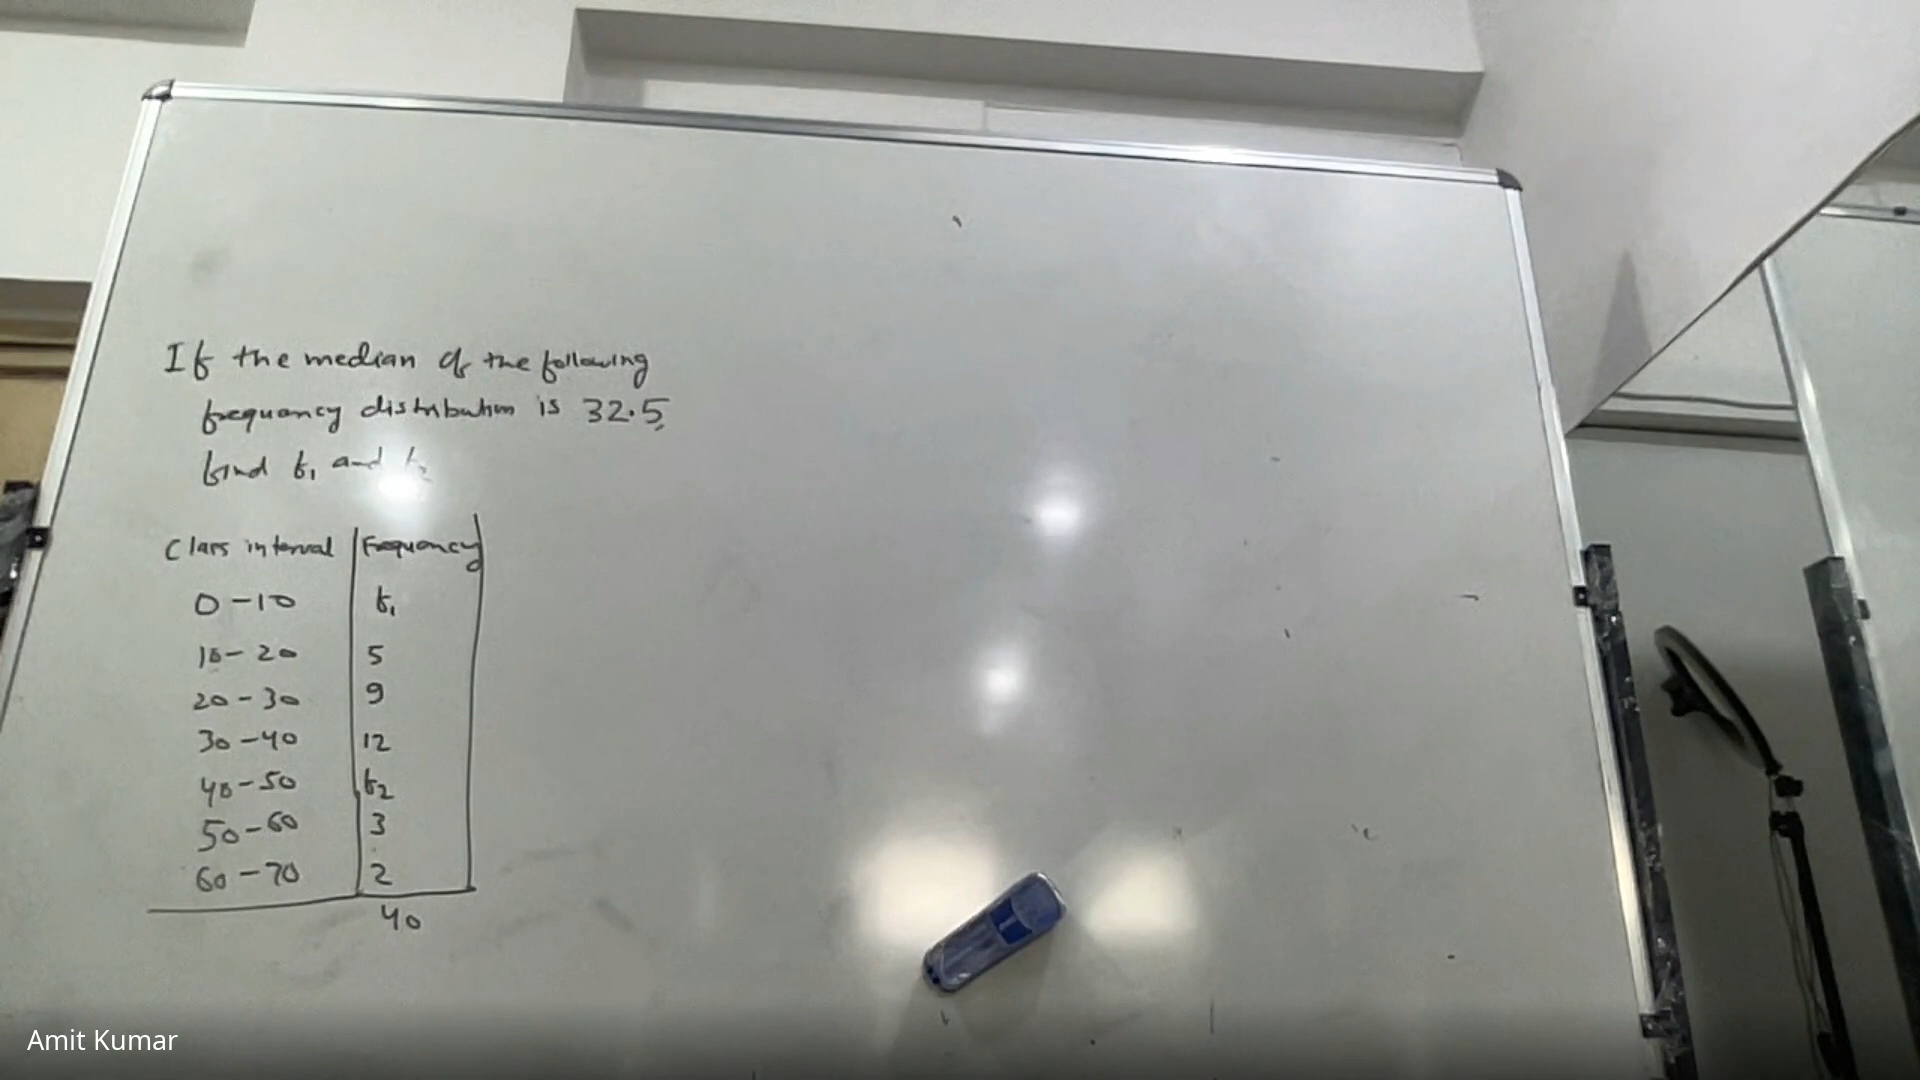 If the median of the following
frequency distribution is 32.5,
find f₁ and f₂
Class interval Frequency
0-10 f₁
10-20 5
20-30 9
30-40 12
40-50 f₂
50-60 3
60-70 2
40
Amit Kumar